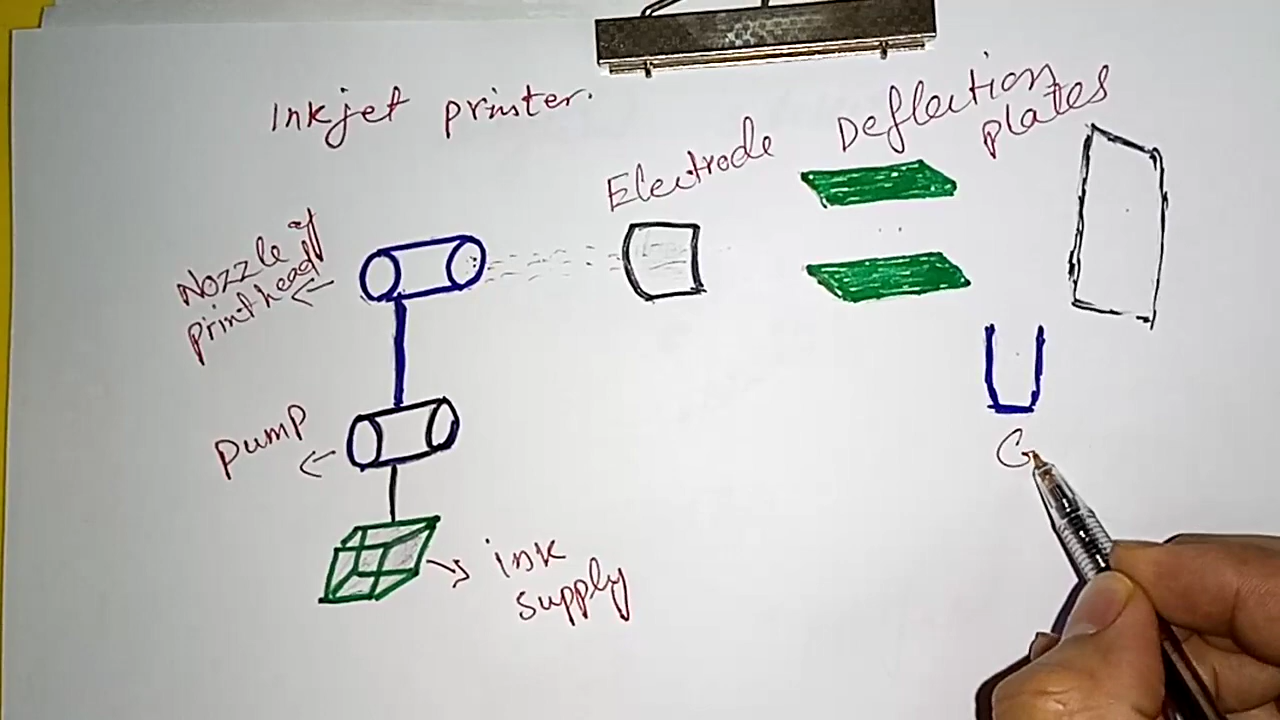 Inkjet printer.
Deflection
plates
Electrode
Nozzle of
printhead
pump
ink
supply
G